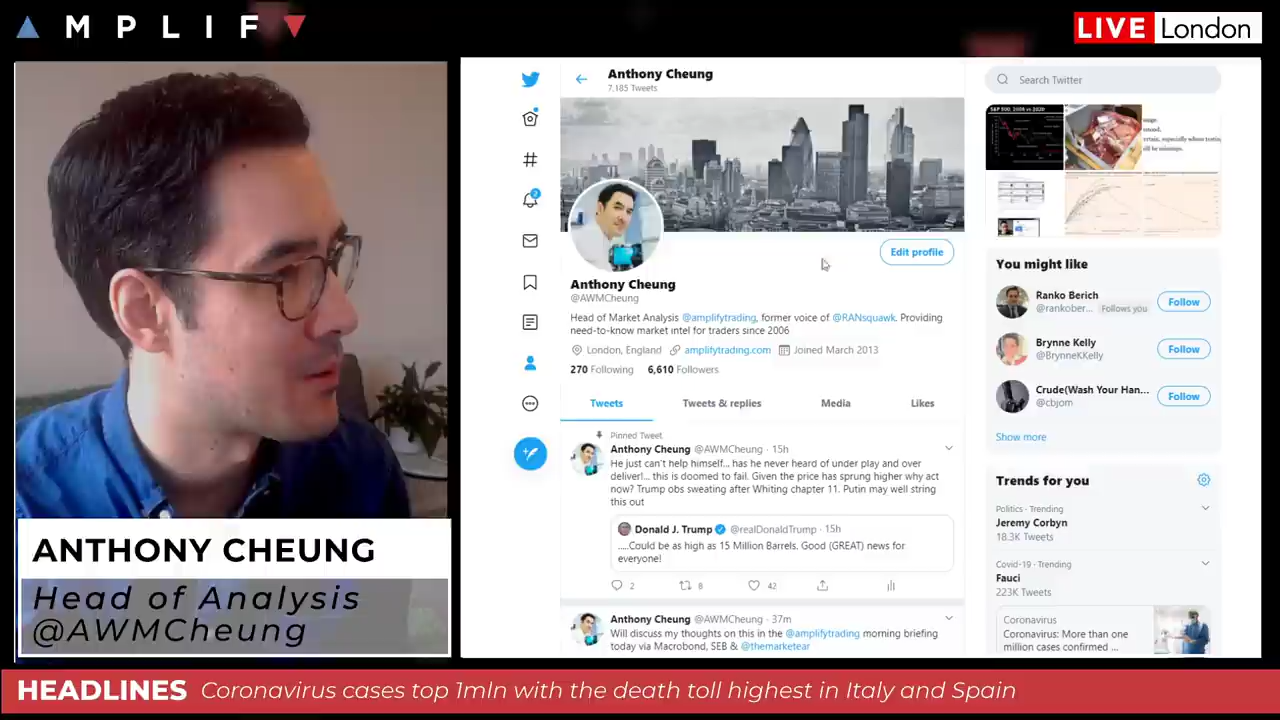 AMPLIFY
LIVE London
Anthony Cheung
7,185 Tweets
Search Twitter
S&P 500, 2008 vs 2020
Edit profile
Anthony Cheung
@AWMCheung
Head of Market Analysis @amplifytrading, former voice of @RANsquawk. Providing
need-to-know market intel for traders since 2006
London, England amplifytrading.com Joined March 2013
270 Following 6,610 Followers
Tweets Tweets & replies Media Likes
Pinned Tweet
Anthony Cheung @AWMCheung · 15h
He just can't help himself... has he never heard of under play and over
deliver!... this is doomed to fail. Given the price has sprung higher why act
now? Trump obs sweating after Whiting chapter 11. Putin may well string
this out
Donald J. Trump @realDonaldTrump · 15h
.....Could be as high as 15 Million Barrels. Good (GREAT) news for
everyone!
2 8 42
Anthony Cheung @AWMCheung · 37m
Will discuss my thoughts on this in the @amplifytrading morning briefing
today via Macrobond, SEB & @themarketear
2
You might like
Ranko Berich
@rankober... Follows you
Follow
Brynne Kelly
@BrynneKKelly
Follow
Crude(Wash Your Han...
@cbjom
Follow
Show more
Trends for you
Politics · Trending
Jeremy Corbyn
18.3K Tweets
Covid-19 · Trending
Fauci
223K Tweets
Coronavirus
Coronavirus: More than one
million cases confirmed ...
ANTHONY CHEUNG
Head of Analysis
@AWMCheung
HEADLINES Coronavirus cases top 1mln with the death toll highest in Italy and Spain